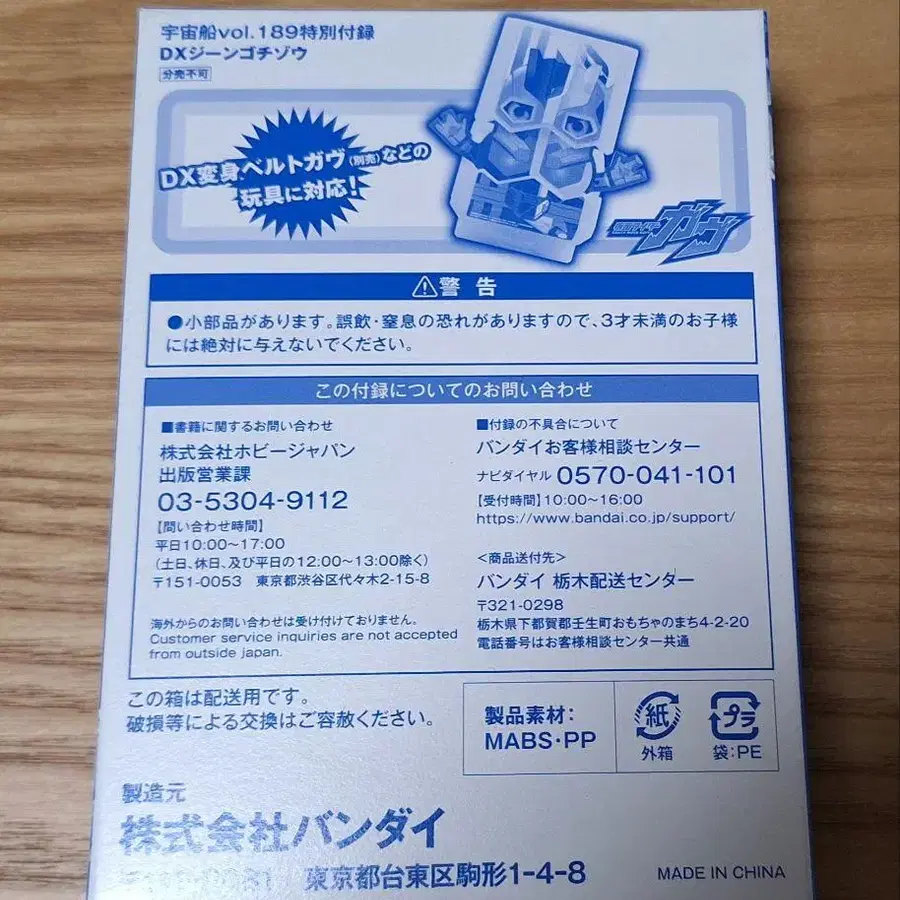 宇宙船vol.189特別付録
DXジーンゴチゾウ
分売不可
DX変身ベルトガヴ(別売)などの
玩具に対応!
仮面ライダー
ガヴ
⚠警 告
●小部品があります。誤飲・窒息の恐れがありますので、3才未満のお子様
には絶対に与えないでください。
この付録についてのお問い合わせ
■書籍に関するお問い合わせ
株式会社ホビージャパン
出版営業課
03-5304-9112
【問い合わせ時間】
平日10:00~17:00
(土日、休日、及び平日の12:00~13:00除く)
〒151-0053 東京都渋谷区代々木2-15-8
海外からのお問い合わせは受け付けておりません。
Customer service inquiries are not accepted
from outside japan.
■付録の不具合について
バンダイお客様相談センター
ナビダイヤル 0570-041-101
【受付時間】10:00~16:00
https://www.bandai.co.jp/support/
<商品送付先>
バンダイ 栃木配送センター
〒321-0298
栃木県下都賀郡壬生町おもちゃのまち4-2-20
電話番号はお客様相談センター共通
この箱は配送用です。
破損等による交換はご容赦ください。
製品素材:
MABS・PP
紙
外箱
プラ
袋:PE
製造元
株式会社バンダイ
東京都台東区駒形1-4-8
MADE IN CHINA